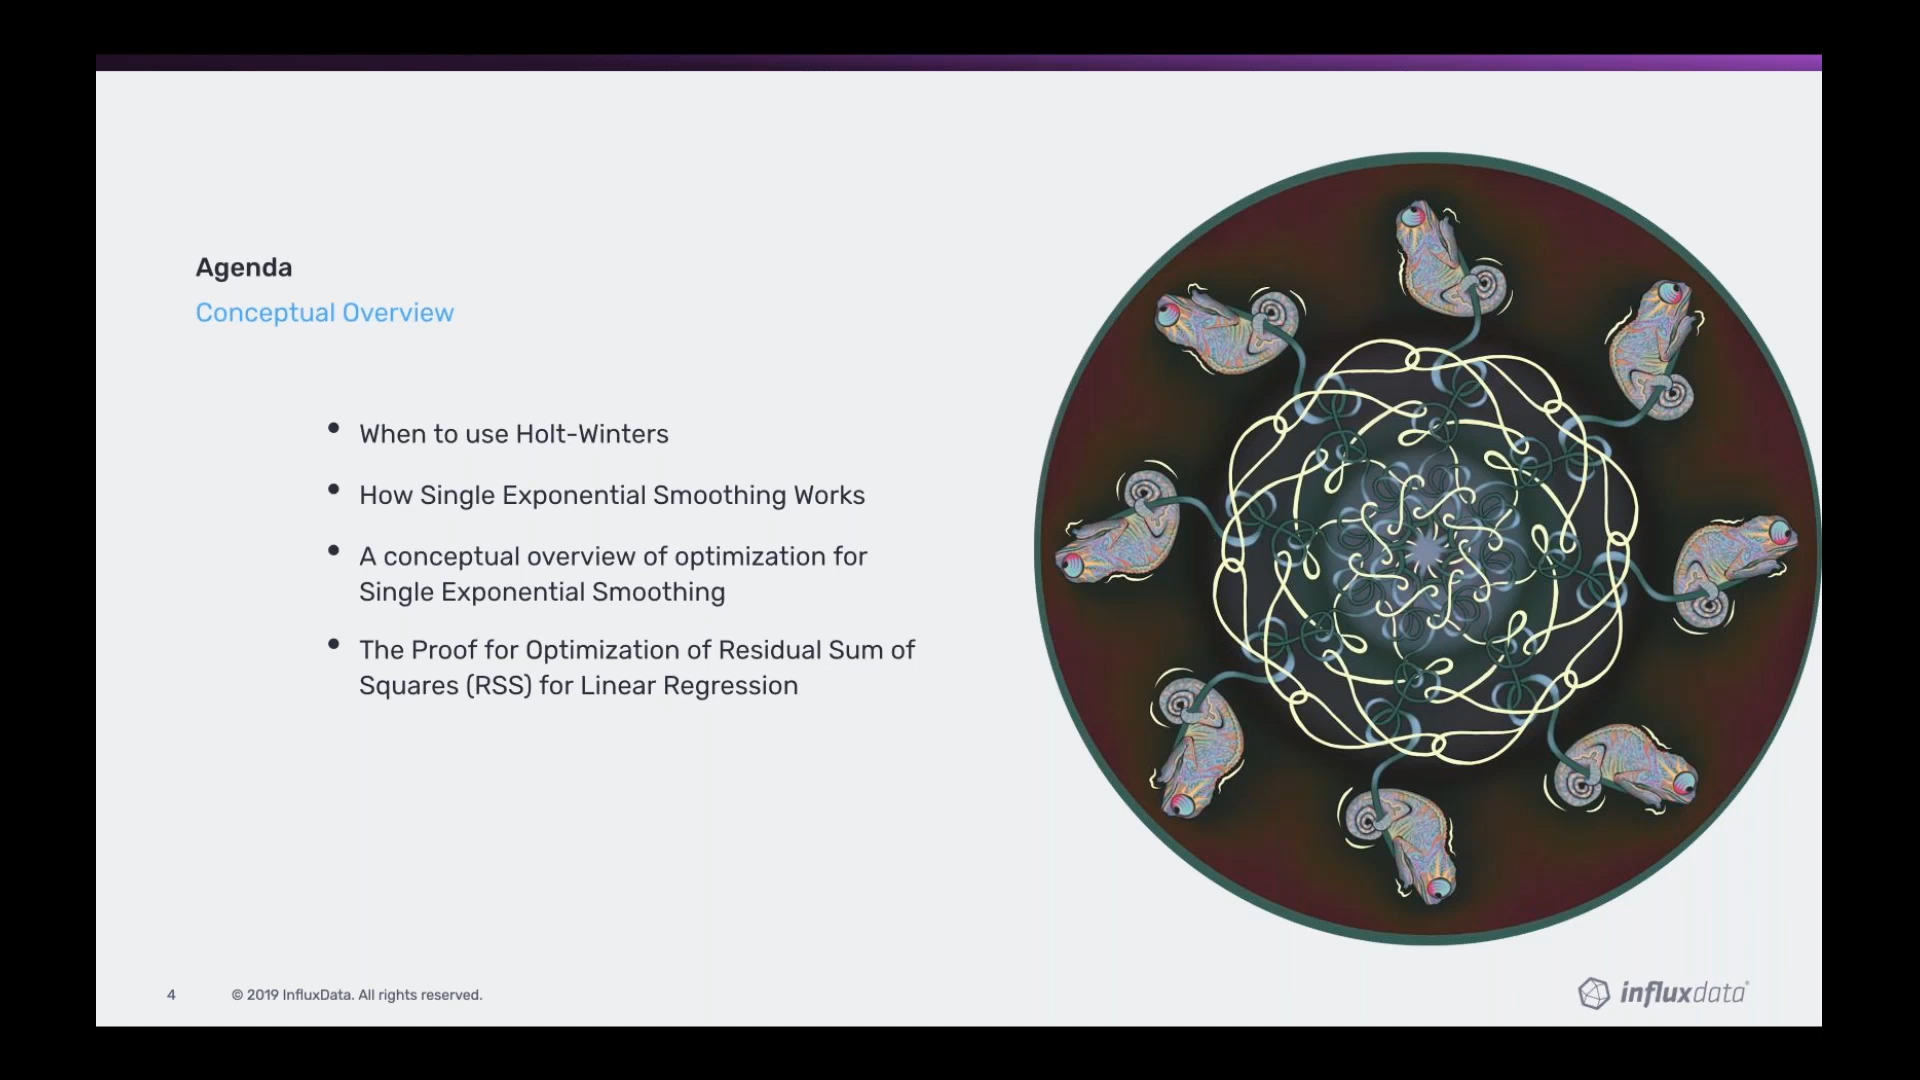 Agenda
Conceptual Overview
• When to use Holt-Winters
• How Single Exponential Smoothing Works
• A conceptual overview of optimization for
Single Exponential Smoothing
• The Proof for Optimization of Residual Sum of
Squares (RSS) for Linear Regression
4
© 2019 InfluxData. All rights reserved.
influxdata®